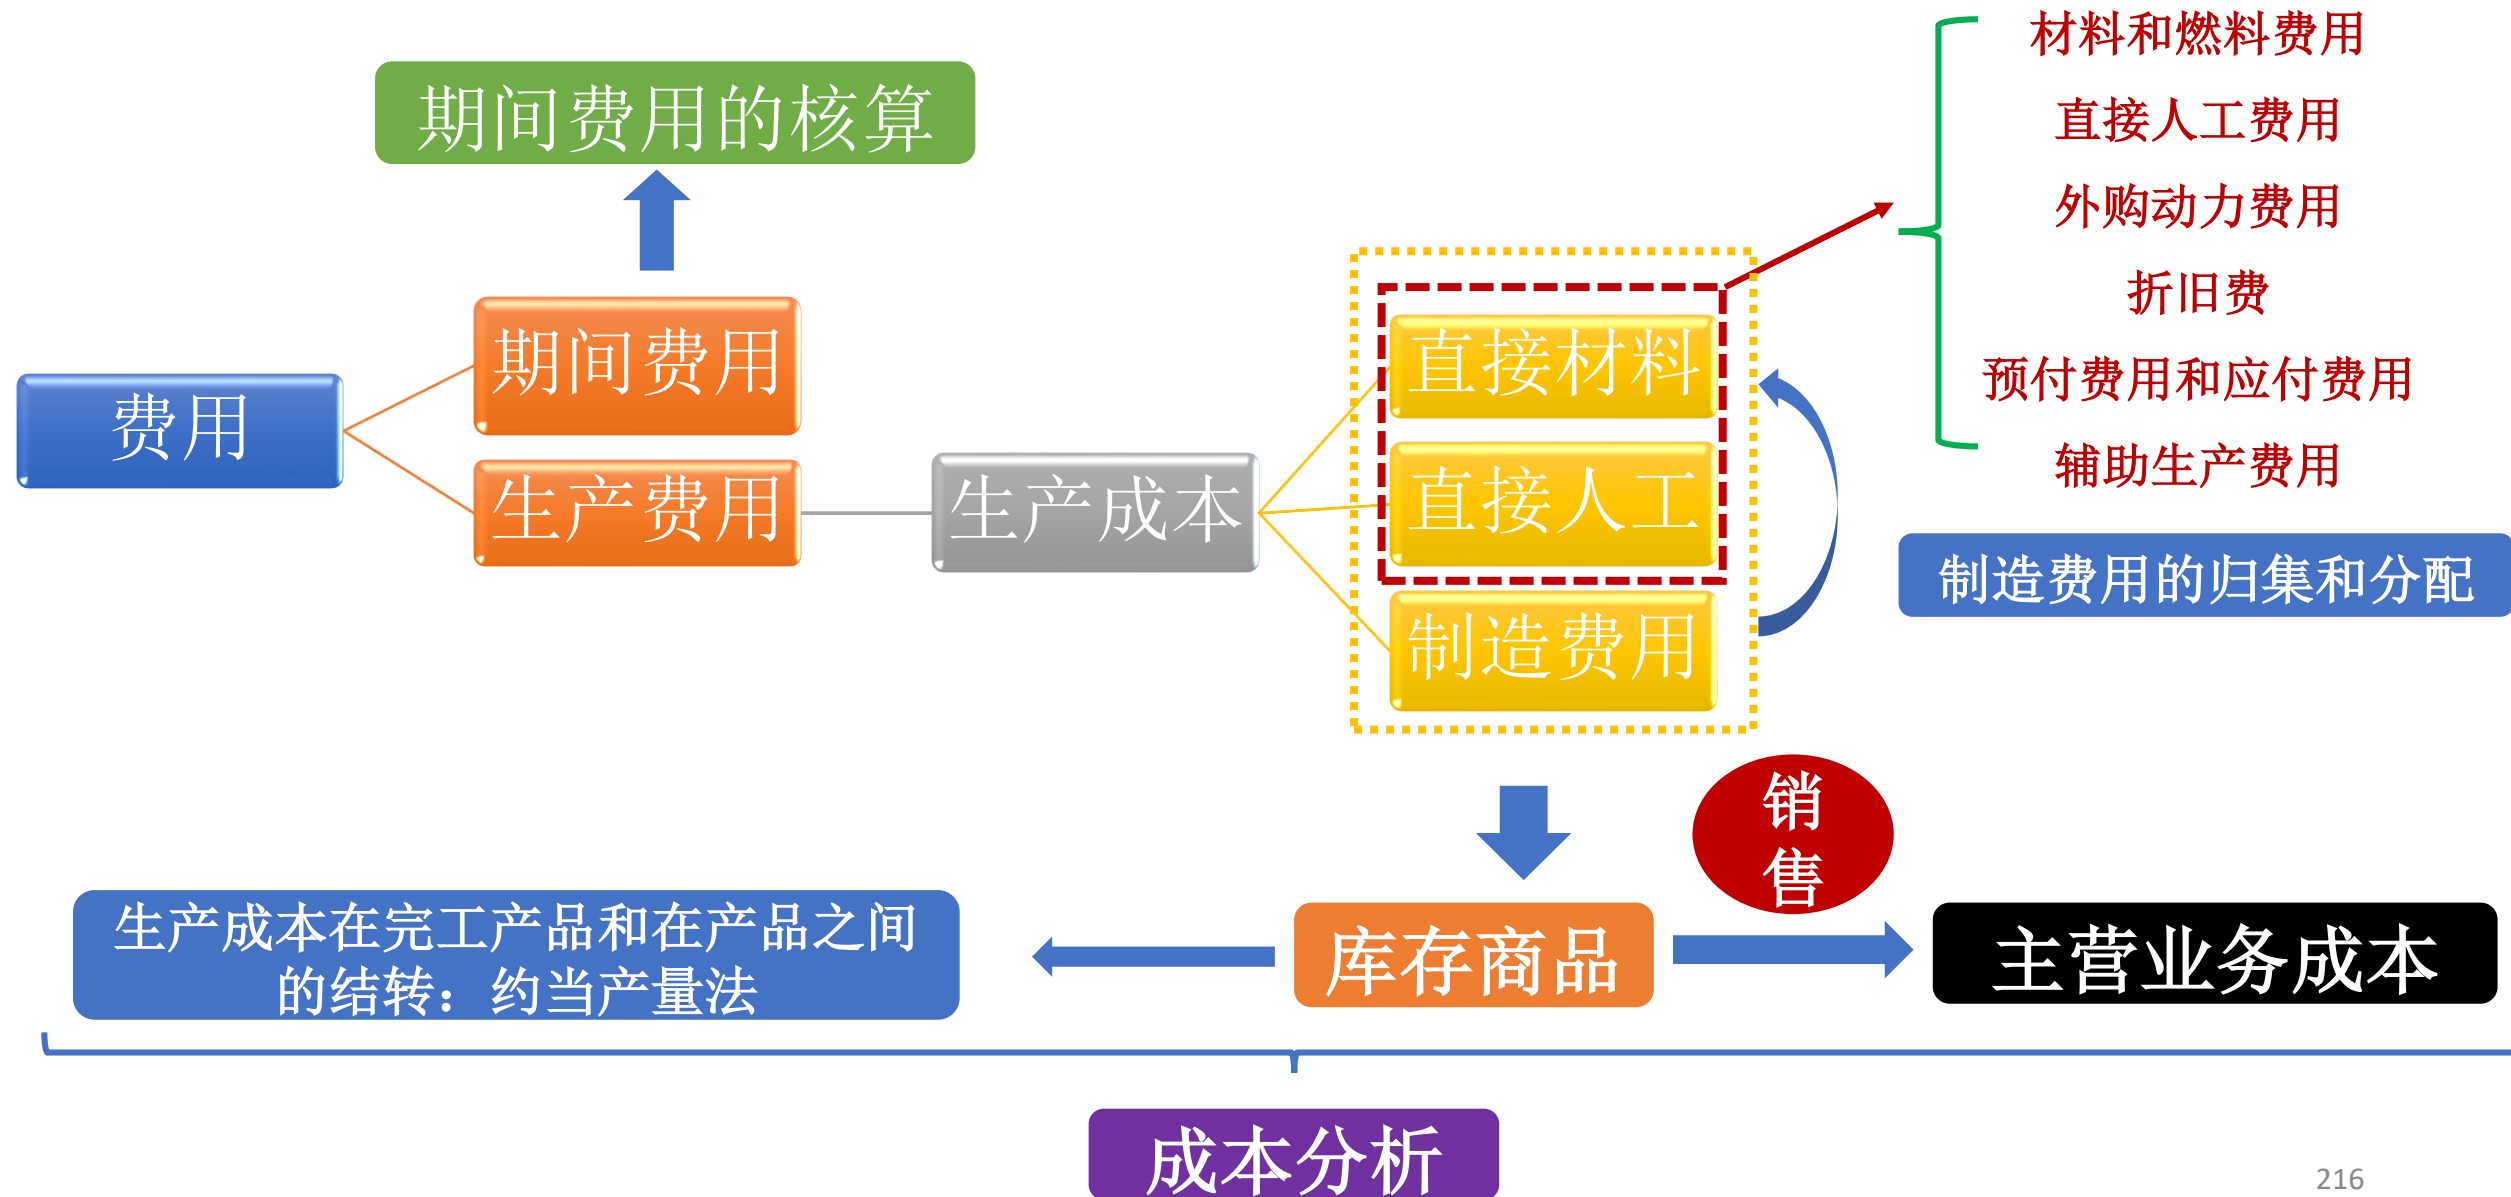 材料和燃料费用
直接人工费用
外购动力费用
折旧费
预付费用和应付费用
辅助生产费用
期间费用的核算
期间费用
费用
生产费用
生产成本
直接材料
直接人工
制造费用
制造费用的归集和分配
销
售
生产成本在完工产品和在产品之间
的结转：约当产量法
库存商品
主营业务成本
成本分析
216